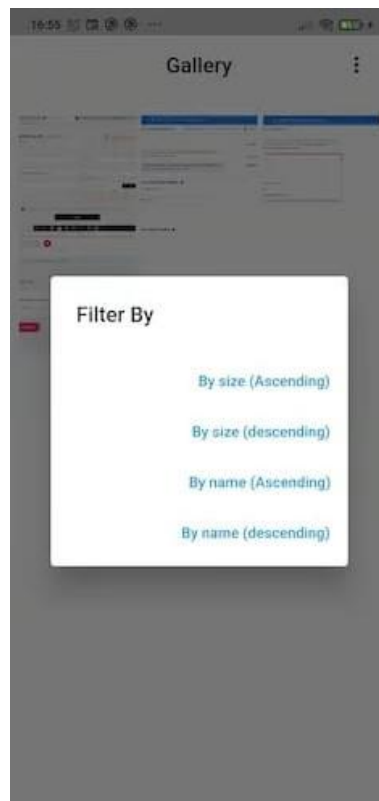 16:55
Gallery
Filter By
By size (Ascending)
By size (descending)
By name (Ascending)
By name (descending)